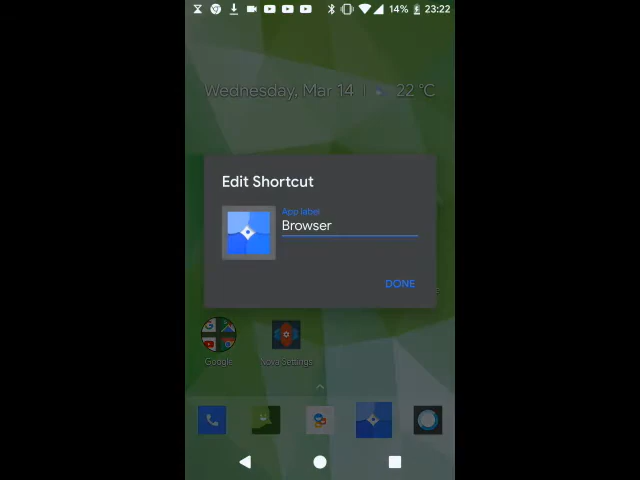 14% 23:22
Wednesday, Mar 14 | 22 °C
Edit Shortcut
App label
Browser
DONE
Google
Nova Settings